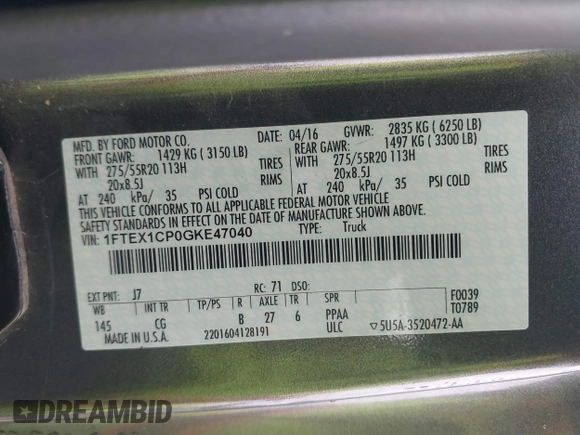 MFD. BY FORD MOTOR CO.
DATE: 04/16 GVWR: 2835 KG ( 6250 LB)
FRONT GAWR: 1429 KG ( 3150 LB) REAR GAWR: 1497 KG ( 3300 LB)
WITH 275/55R20 113H TIRES WITH 275/55R20 113H TIRES
20x8.5J RIMS 20x8.5J RIMS
AT 240 kPa/ 35 PSI COLD AT 240 kPa/ 35 PSI COLD
THIS VEHICLE CONFORMS TO ALL APPLICABLE FEDERAL MOTOR VEHICLE
SAFETY STANDARDS IN EFFECT ON THE DATE OF MANUFACTURE SHOWN ABOVE.
VIN: 1FTEX1CP0GKE47040 TYPE: Truck
EXT PNT: J7 RC: 71 DSO: F0039
WB INT TR TP/PS R AXLE TR SPR T0789
145 CG B 27 6 PPAA
MADE IN U.S.A. 2201604128191 ULC ▽5U5A-3520472-AA
DREAMBID